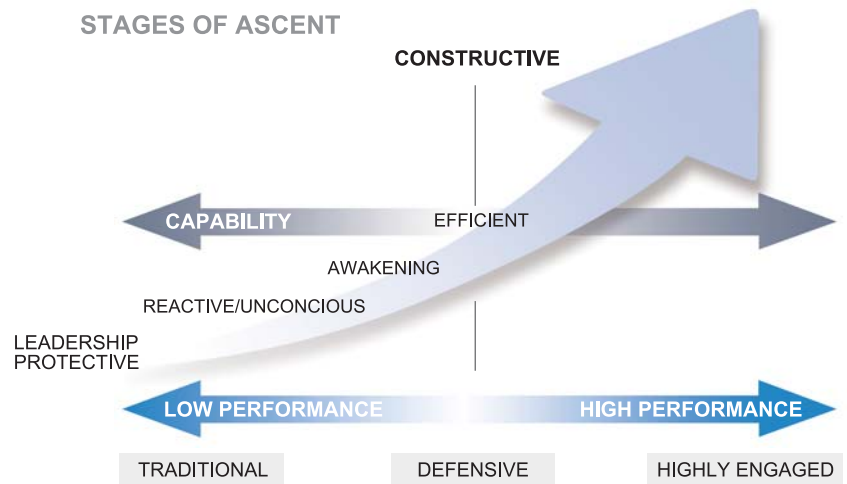 STAGES OF ASCENT
CONSTRUCTIVE
CAPABILITY
EFFICIENT
AWAKENING
REACTIVE/UNCONCIOUS
LEADERSHIP
PROTECTIVE
LOW PERFORMANCE
HIGH PERFORMANCE
TRADITIONAL
DEFENSIVE
HIGHLY ENGAGED